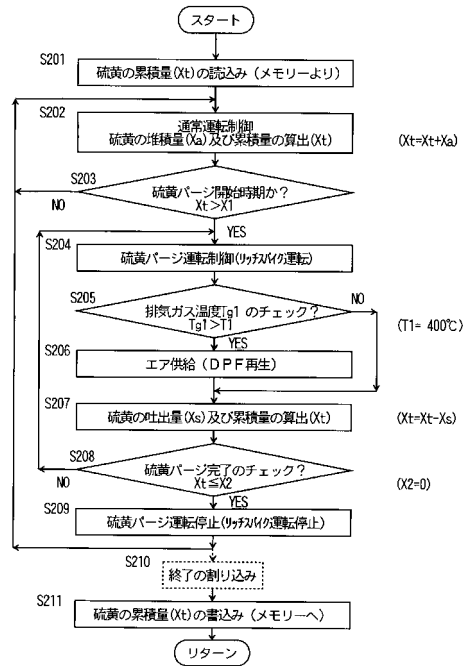 スタート
S201
硫黄の累積量(Xt)の読込み（メモリーより）
S202
通常運転制御
硫黄の堆積量(Xa)及び累積量の算出(Xt)
(Xt=Xt+Xa)
S203
硫黄パージ開始時期か？
Xt>X1
NO
YES
S204
硫黄パージ運転制御(リッチスパイク運転)
S205
排気ガス温度Tg1 のチェック？
Tg1>T1
NO
(T1= 400℃)
YES
S206
エア供給（ＤＰＦ再生）
S207
硫黄の吐出量(Xs)及び累積量の算出(Xt)
(Xt=Xt-Xs)
S208
硫黄パージ完了のチェック？
Xt≦X2
NO
(X2=0)
YES
S209
硫黄パージ運転停止(リッチスパイク運転停止)
S210
終了の割り込み
S211
硫黄の累積量(Xt)の書込み（メモリーへ）
リターン